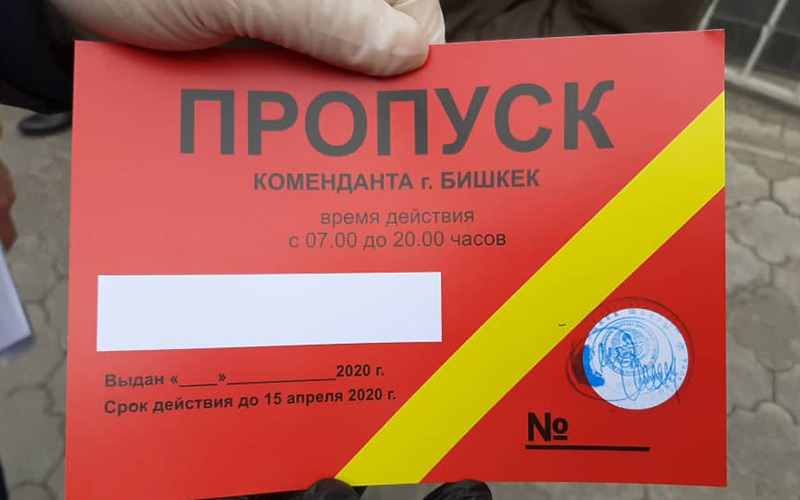 ПРОПУСК
КОМЕНДАНТА г. БИШКЕК
время действия
с 07.00 до 20.00 часов
Выдан «____»____________2020 г.
Срок действия до 15 апреля 2020 г.
№